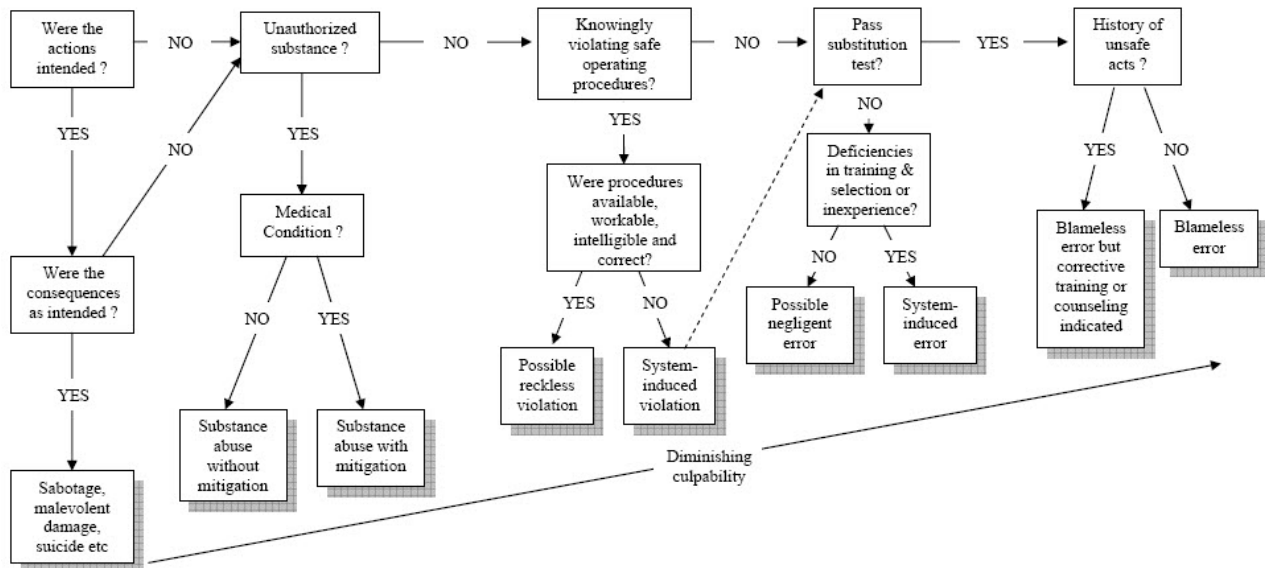 Were the
actions
intended ?
NO
Unauthorized
substance ?
NO
Knowingly
violating safe
operating
procedures?
NO
Pass
substitution
test?
YES
History of
unsafe
acts ?
YES
NO
YES
YES
NO
YES
NO
Were the
consequences
as intended ?
Medical
Condition ?
Were procedures
available,
workable,
intelligible and
correct?
Deficiencies
in training &
selection or
inexperience?
Blameless
error but
corrective
training or
counseling
indicated
Blameless
error
YES
NO
YES
YES
NO
NO
YES
Sabotage,
malevolent
damage,
suicide etc
Substance
abuse
without
mitigation
Substance
abuse with
mitigation
Possible
reckless
violation
System-
induced
violation
Possible
negligent
error
System-
induced
error
Diminishing
culpability